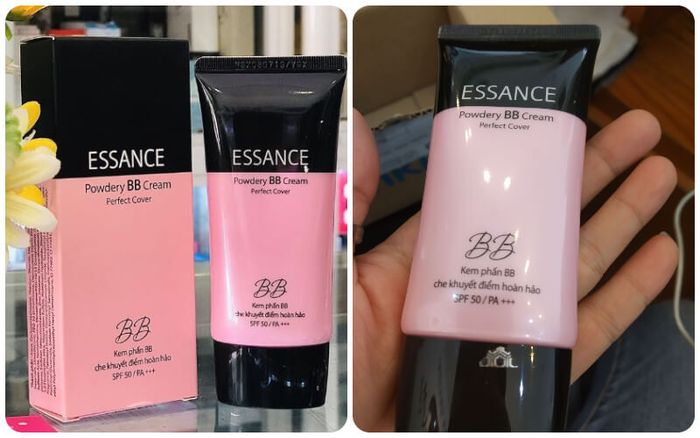 ESSANCE
Powdery BB Cream
Perfect Cover
BB
Kem phấn BB
che khuyết điểm hoàn hảo
SPF 50 / PA +++
ESSANCE
Powdery BB Cream
Perfect Cover
BB
Kem phấn BB
che khuyết điểm hoàn hảo
SPF 50 / PA +++
ESSANCE
Powdery BB Cream
Perfect Cover
BB
Kem phấn BB
che khuyết điểm hoàn hảo
SPF 50 / PA +++